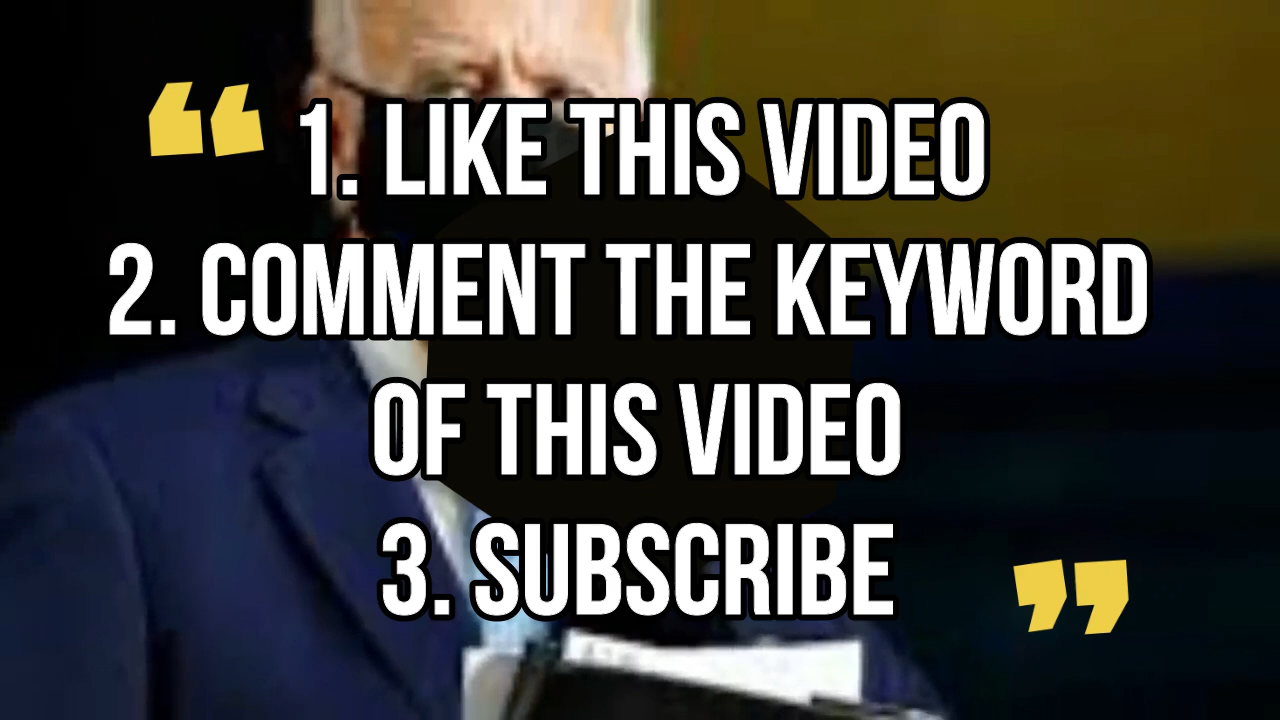 “ 1. LIKE THIS VIDEO
2. COMMENT THE KEYWORD
OF THIS VIDEO
3. SUBSCRIBE ”